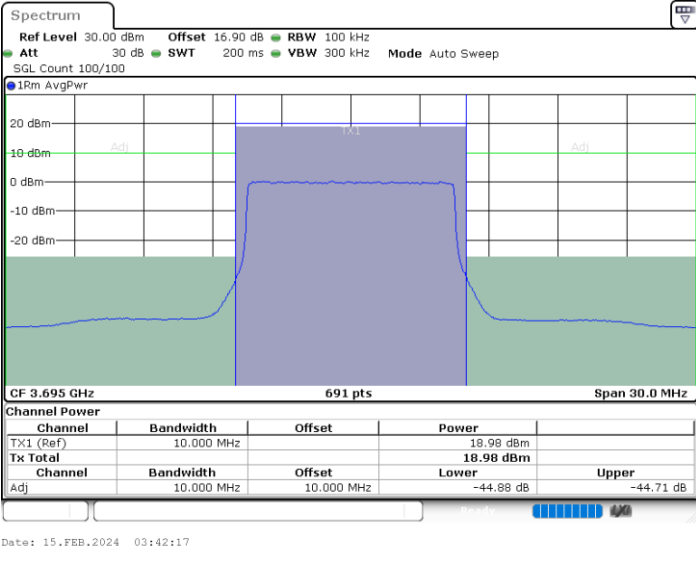 Spectrum
Ref Level 30.00 dBm Offset 16.90 dB RBW 100 kHz
Att 30 dB SWT 200 ms VBW 300 kHz Mode Auto Sweep
SGL Count 100/100
1Rm AvgPwr
TX1
20 dBm
Adj Adj
10 dBm
0 dBm
-10 dBm
-20 dBm
CF 3.695 GHz 691 pts Span 30.0 MHz
Channel Power
Channel Bandwidth Offset Power
TX1 (Ref) 10.000 MHz 18.98 dBm
Tx Total 18.98 dBm
Channel Bandwidth Offset Lower Upper
Adj 10.000 MHz 10.000 MHz -44.88 dB -44.71 dB
Ready
Date: 15.FEB.2024 03:42:17